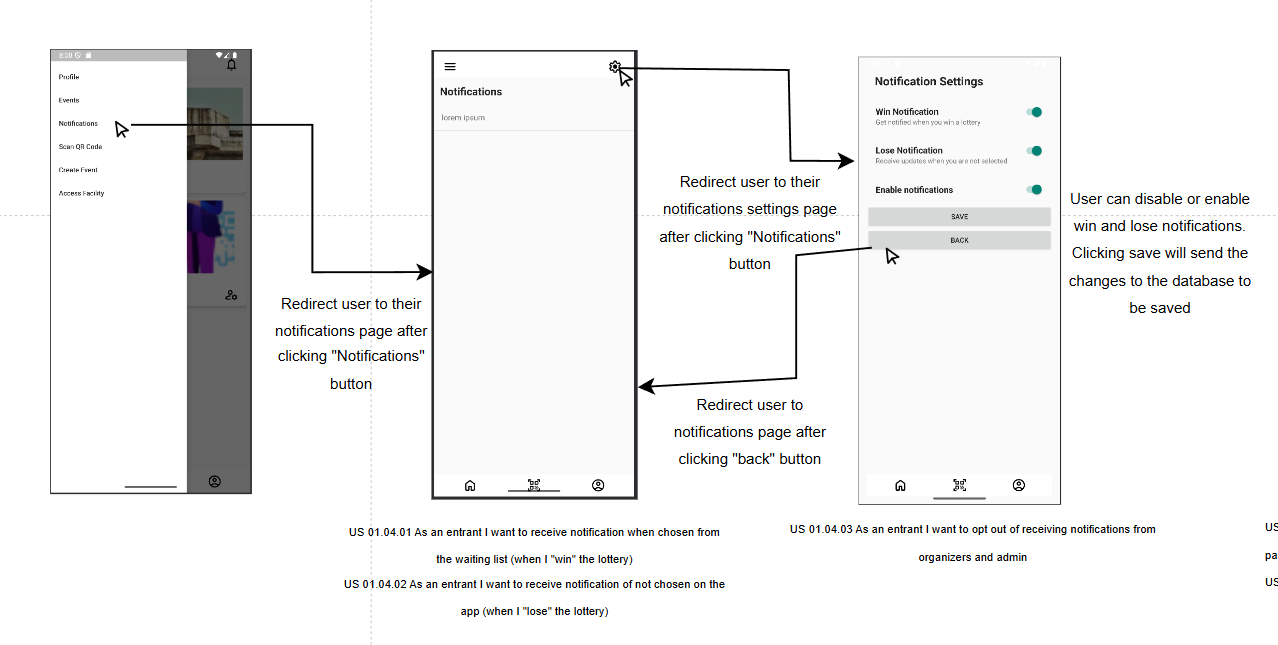 8:50
Profile
Events
Notifications
Scan QR Code
Create Event
Access Facility
Redirect user to their
notifications page after
clicking "Notifications"
button
Notifications
lorem ipsum
Redirect user to their
notifications settings page
after clicking "Notifications"
button
Redirect user to
notifications page after
clicking "back" button
Notification Settings
Win Notification
Get notified when you win a lottery
Lose Notification
Receive updates when you are not selected
Enable notifications
SAVE
BACK
User can disable or enable
win and lose notifications.
Clicking save will send the
changes to the database to
be saved
US 01.04.01 As an entrant I want to receive notification when chosen from
the waiting list (when I "win" the lottery)
US 01.04.02 As an entrant I want to receive notification of not chosen on the
app (when I "lose" the lottery)
US 01.04.03 As an entrant I want to opt out of receiving notifications from
organizers and admin
US
pa
US